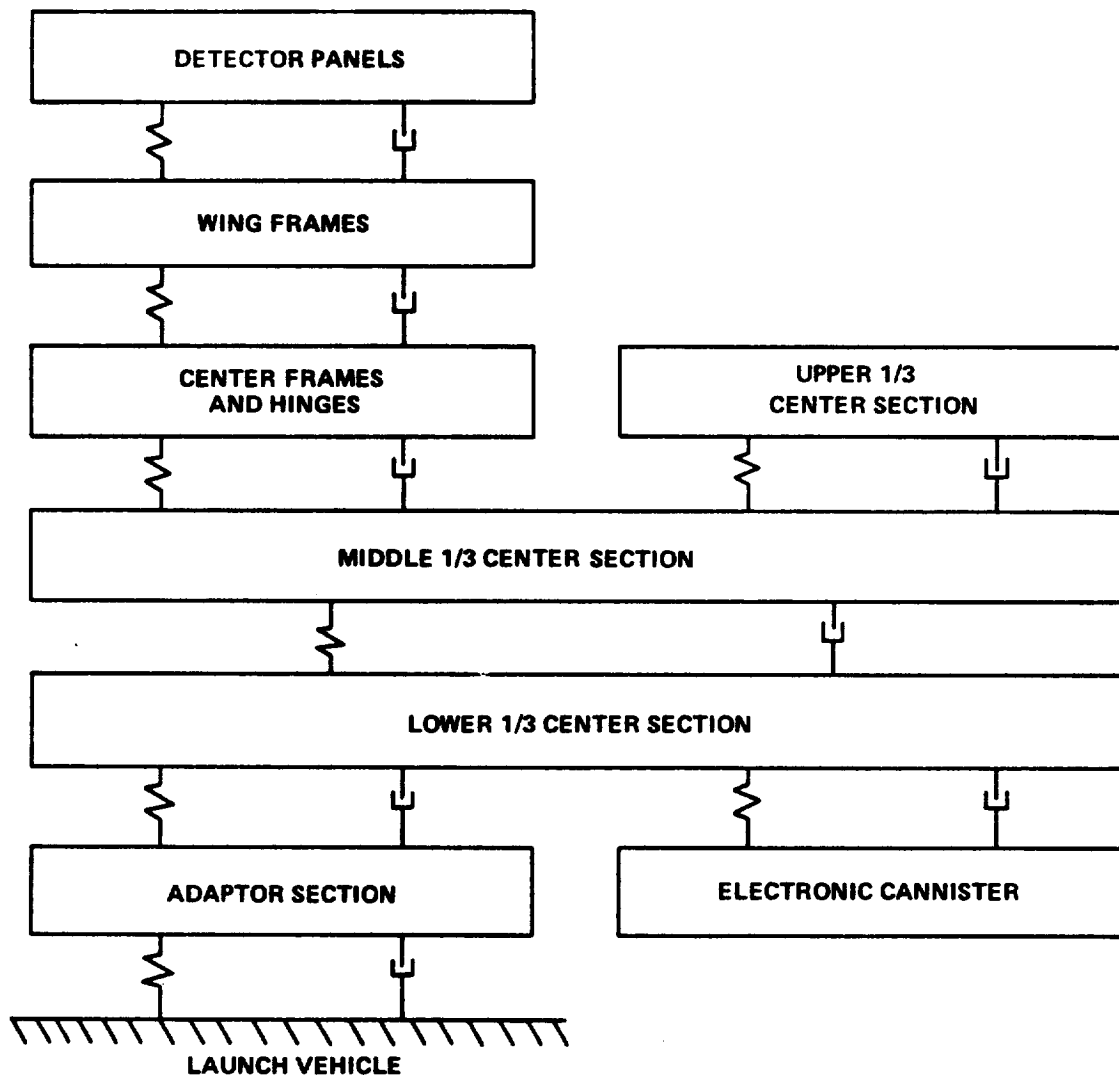 DETECTOR PANELS
WING FRAMES
CENTER FRAMES
AND HINGES
UPPER 1/3
CENTER SECTION
MIDDLE 1/3 CENTER SECTION
LOWER 1/3 CENTER SECTION
ADAPTOR SECTION
ELECTRONIC CANNISTER
LAUNCH VEHICLE